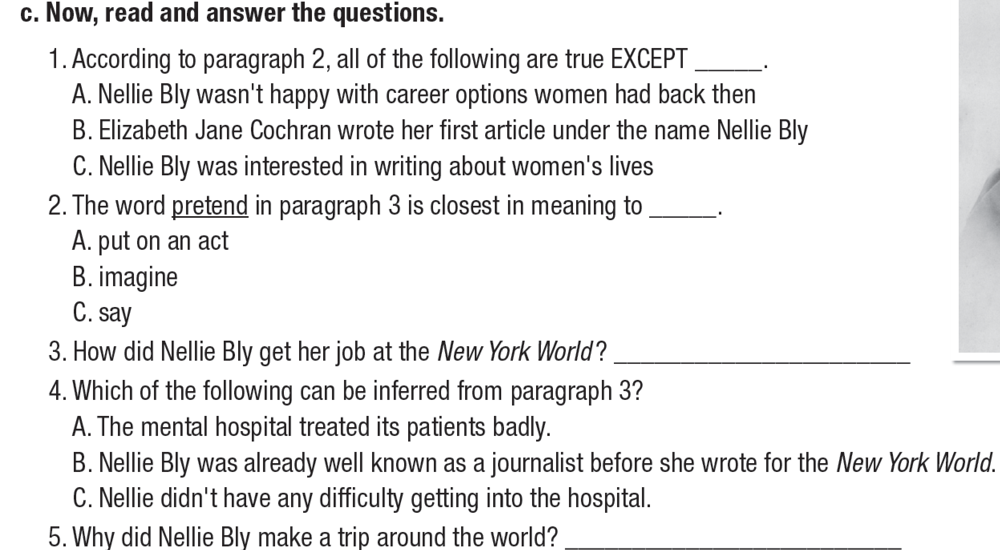 c. Now, read and answer the questions.
1. According to paragraph 2, all of the following are true EXCEPT _____.
A. Nellie Bly wasn't happy with career options women had back then
B. Elizabeth Jane Cochran wrote her first article under the name Nellie Bly
C. Nellie Bly was interested in writing about women's lives
2. The word pretend in paragraph 3 is closest in meaning to _____.
A. put on an act
B. imagine
C. say
3. How did Nellie Bly get her job at the New York World? ______________________
4. Which of the following can be inferred from paragraph 3?
A. The mental hospital treated its patients badly.
B. Nellie Bly was already well known as a journalist before she wrote for the New York World.
C. Nellie didn't have any difficulty getting into the hospital.
5. Why did Nellie Bly make a trip around the world? _________________________